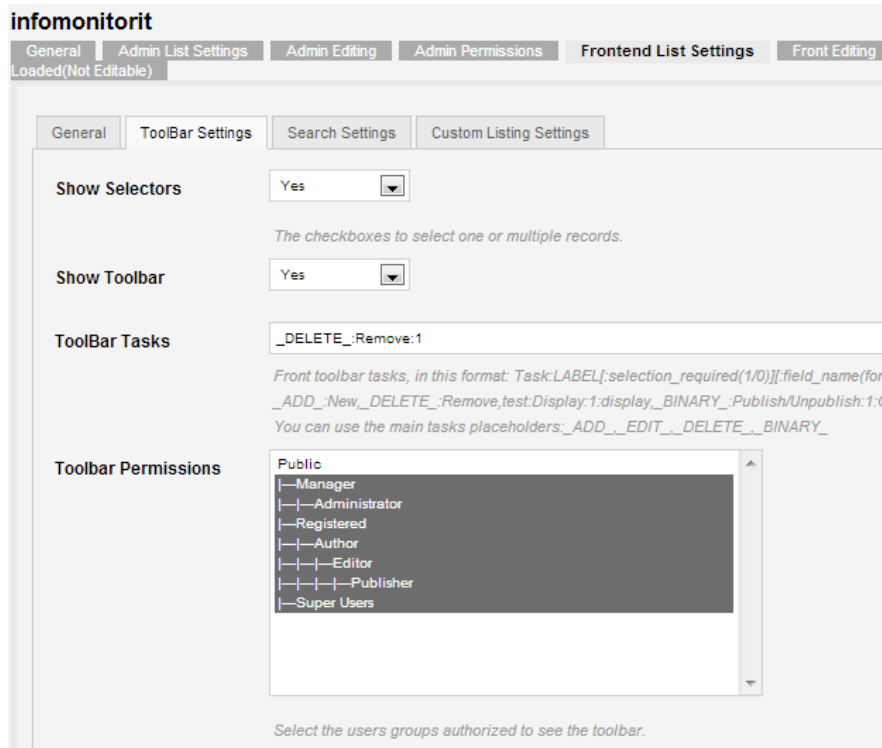 infomonitorit
General Admin List Settings Admin Editing Admin Permissions Frontend List Settings Front Editing
Loaded(Not Editable)
General ToolBar Settings Search Settings Custom Listing Settings
Show Selectors Yes
The checkboxes to select one or multiple records.
Show Toolbar Yes
ToolBar Tasks _DELETE_:Remove:1
Front toolbar tasks, in this format: Task:LABEL[:selection_required(1/0)][:field_name(for
_ADD_:New,_DELETE_:Remove,test:Display:1:display,_BINARY_:Publish/Unpublish:1:
You can use the main tasks placeholders:_ADD_,_EDIT_,_DELETE_,_BINARY_
Toolbar Permissions Public
|—Manager
|—|—Administrator
|—Registered
|—|—Author
|—|—|—Editor
|—|—|—|—Publisher
|—Super Users
Select the users groups authorized to see the toolbar.